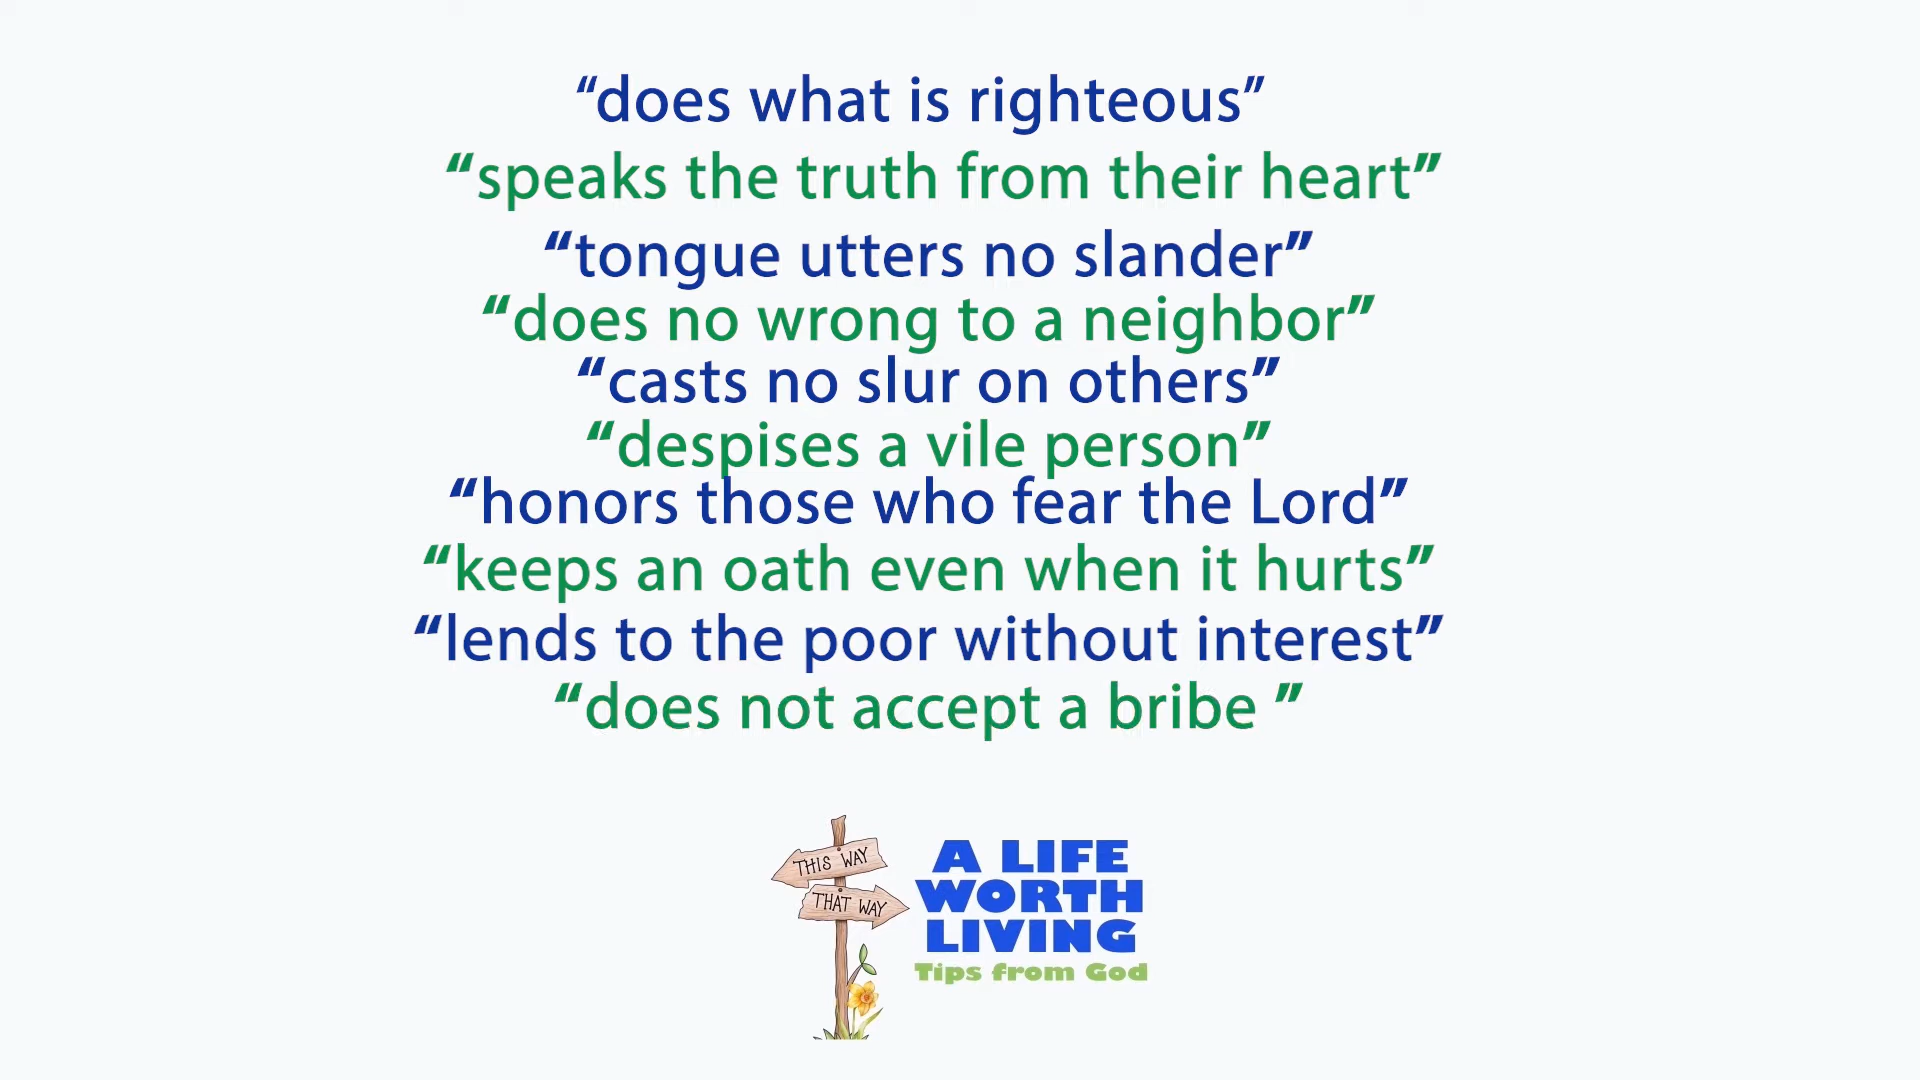 “does what is righteous”
“speaks the truth from their heart”
“tongue utters no slander”
“does no wrong to a neighbor”
“casts no slur on others”
“despises a vile person”
“honors those who fear the Lord”
“keeps an oath even when it hurts”
“lends to the poor without interest”
“does not accept a bribe ”
THIS WAY
THAT WAY
A LIFE
WORTH
LIVING
Tips from God